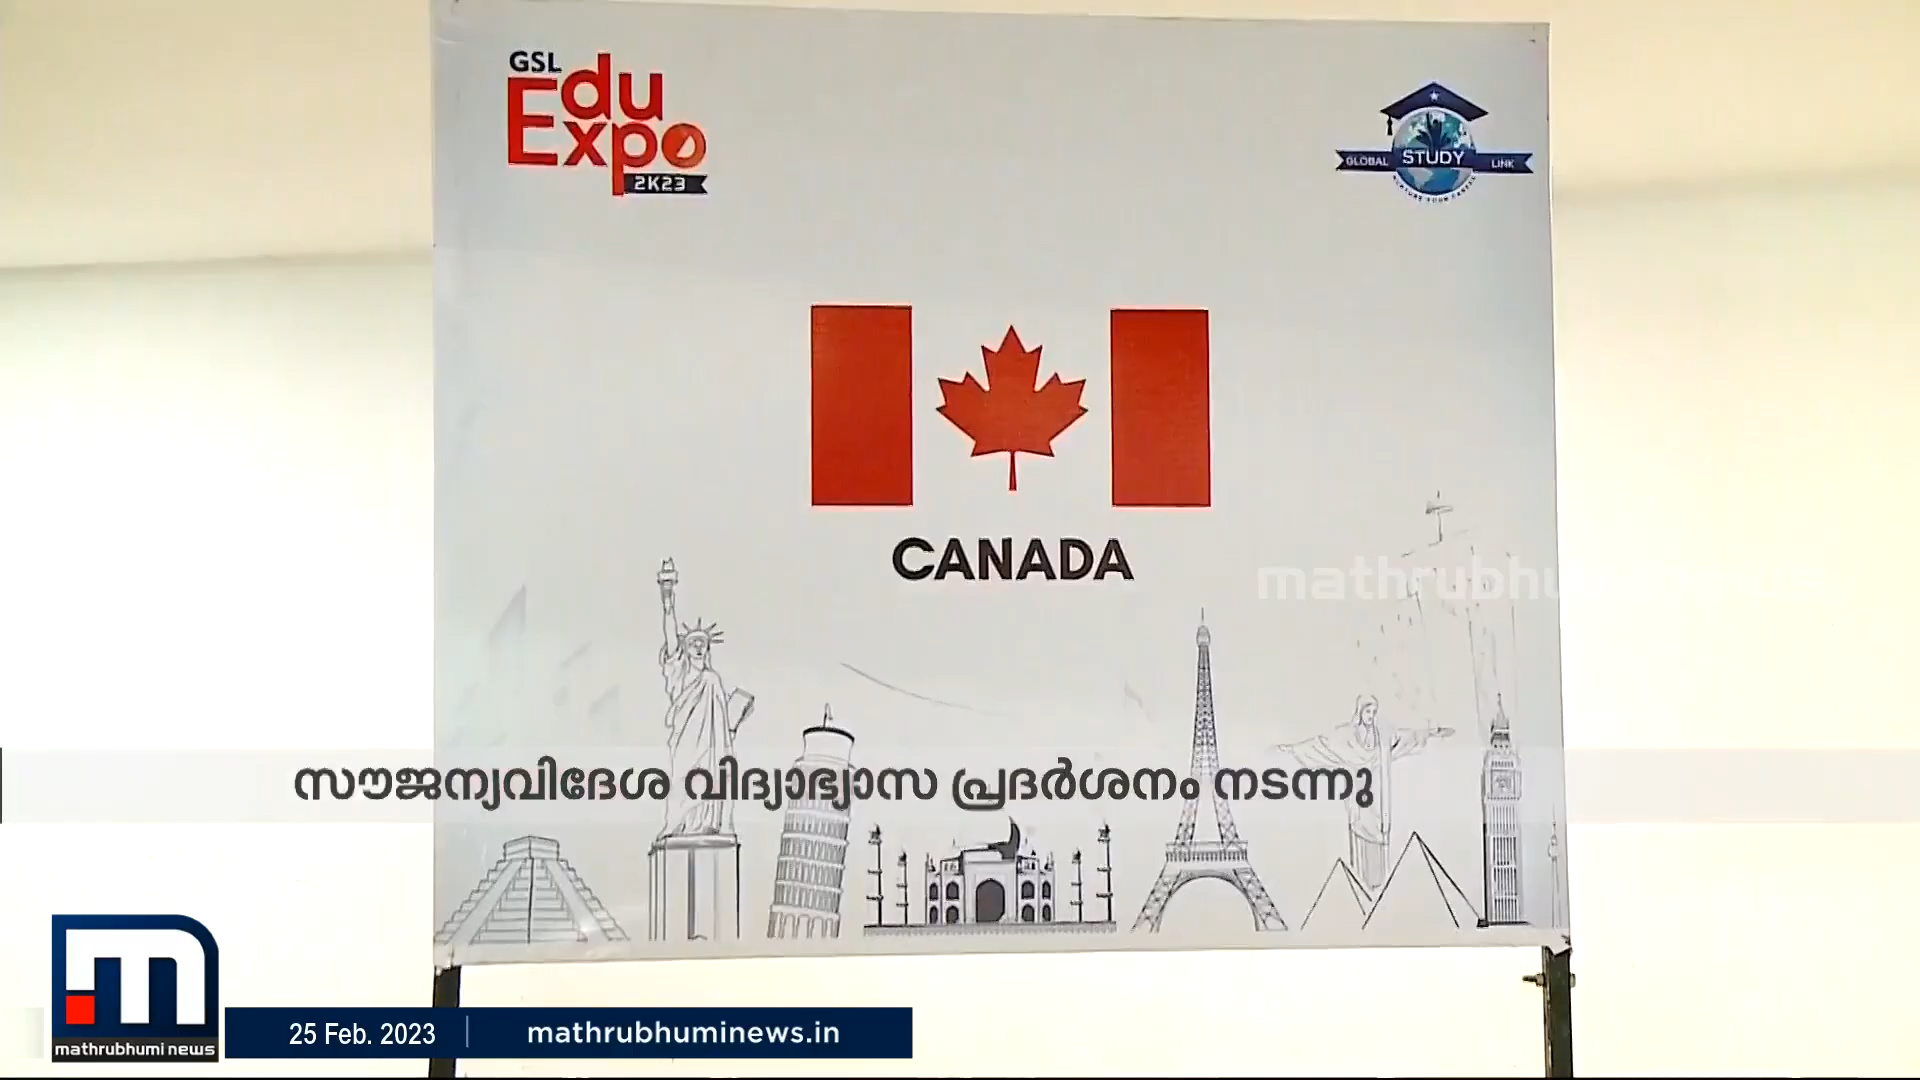 GSL
Edu
Expo
2K23
GLOBAL STUDY LINK
CANADA
സൗജന്യവിദേശ വിദ്യാഭ്യാസ പ്രദർശനം നടന്നു
mathrubhumi news
25 Feb. 2023
mathrubhuminews.in